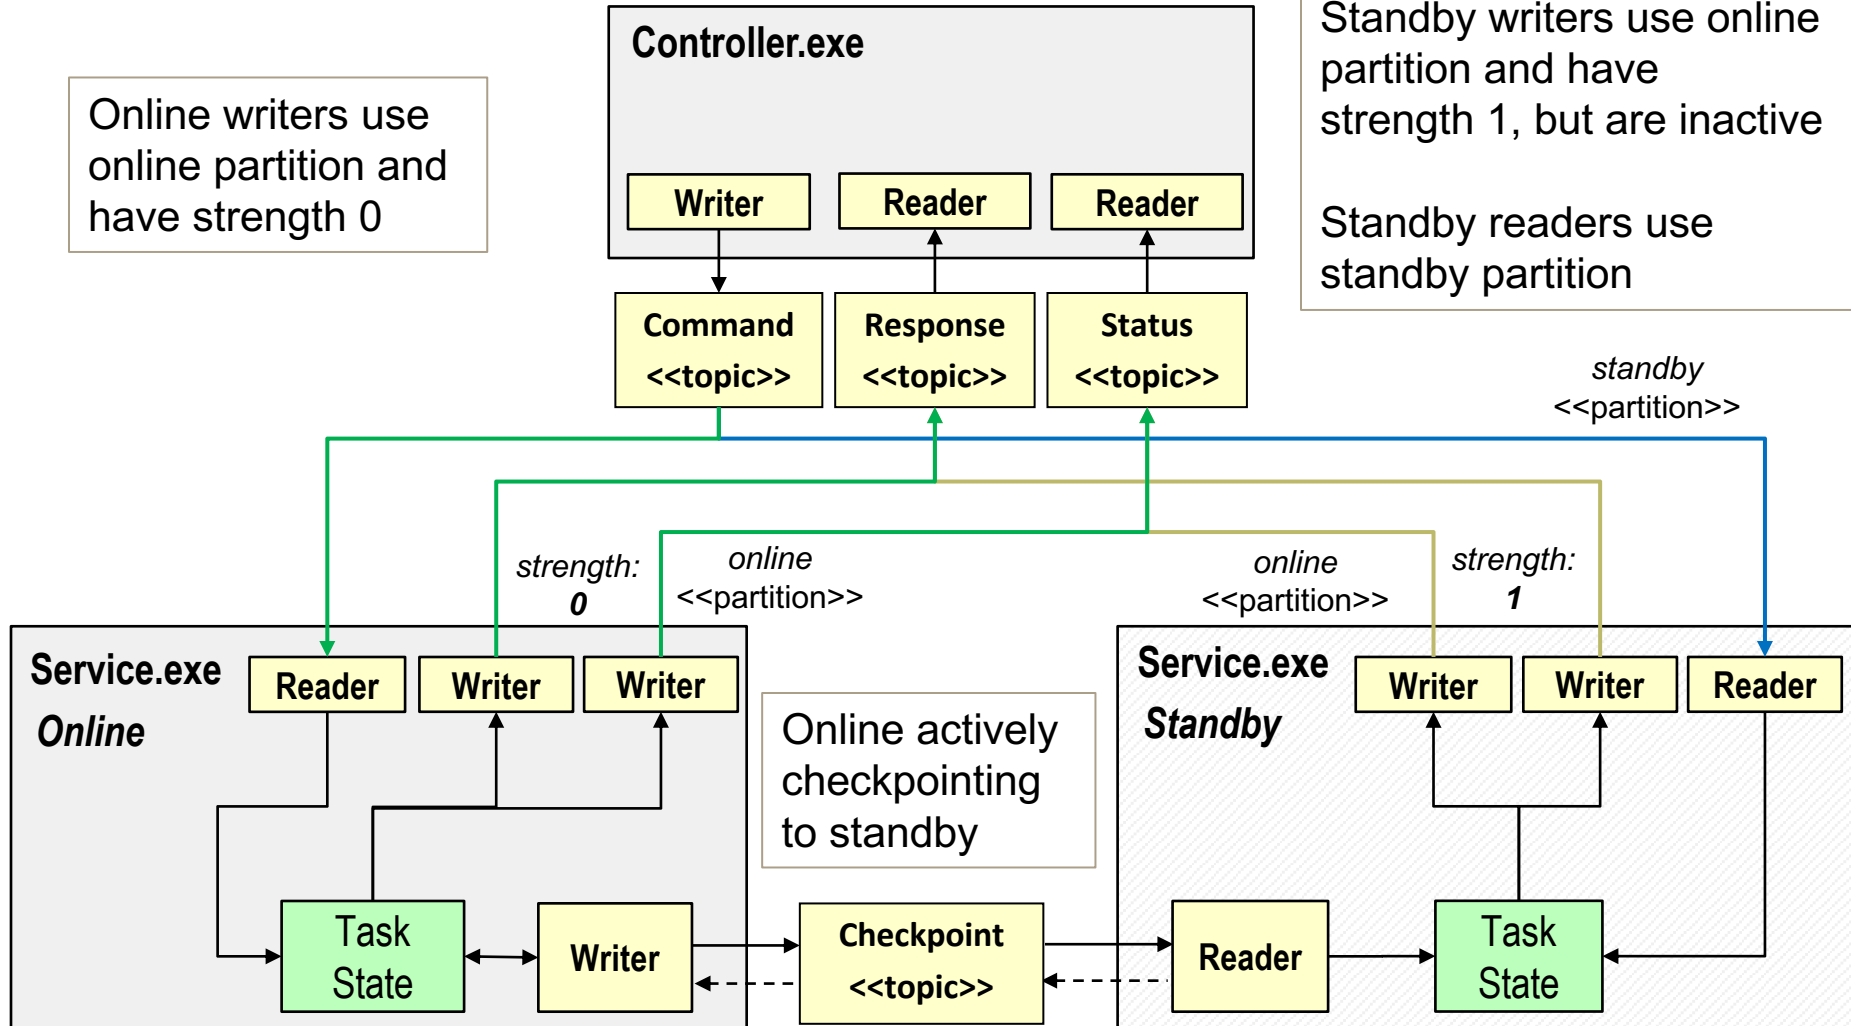 Controller.exe
Standby writers use online
partition and have
strength 1, but are inactive
Standby readers use
standby partition
Online writers use
online partition and
have strength 0
Writer
Reader
Reader
Command
<<topic>>
Response
<<topic>>
Status
<<topic>>
standby
<<partition>>
strength:
0
online
<<partition>>
online
<<partition>>
strength:
1
Service.exe
Online
Reader
Writer
Writer
Service.exe
Standby
Writer
Writer
Reader
Online actively
checkpointing
to standby
Task
State
Writer
Checkpoint
<<topic>>
Reader
Task
State